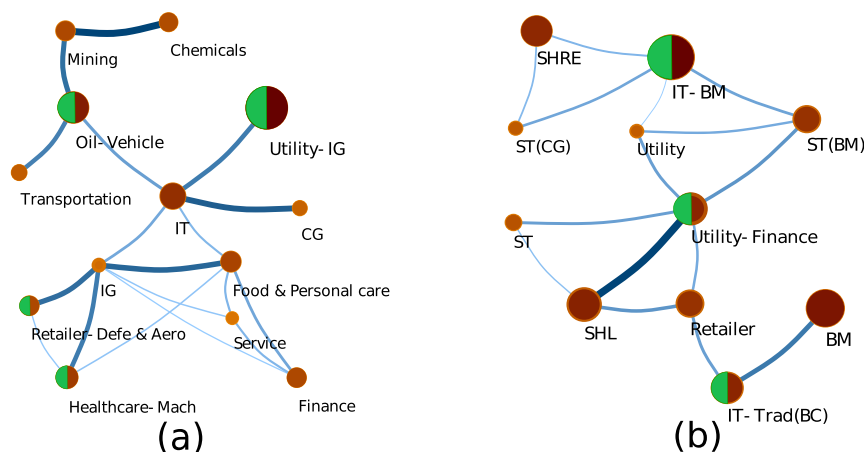 Mining
Chemicals
Oil- Vehicle
Utility- IG
Transportation
IT
CG
IG
Food & Personal care
Retailer- Defe & Aero
Service
Healthcare- Mach
Finance
(a)
SHRE
IT- BM
ST(CG)
Utility
ST(BM)
ST
Utility- Finance
SHL
Retailer
BM
IT- Trad(BC)
(b)